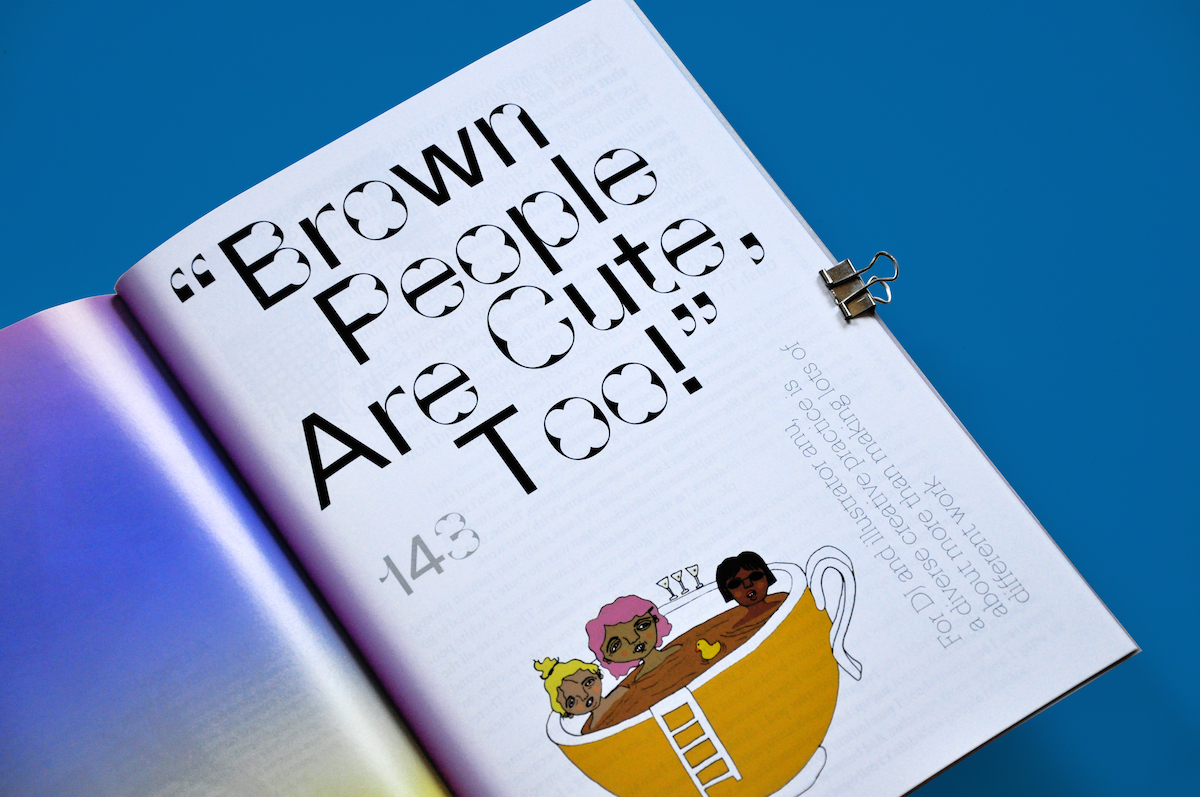 “Brown
People
Are Cute,
Too!”
143
For DJ and illustrator anu,
a diverse creative practice is
about more than making lots of
different work